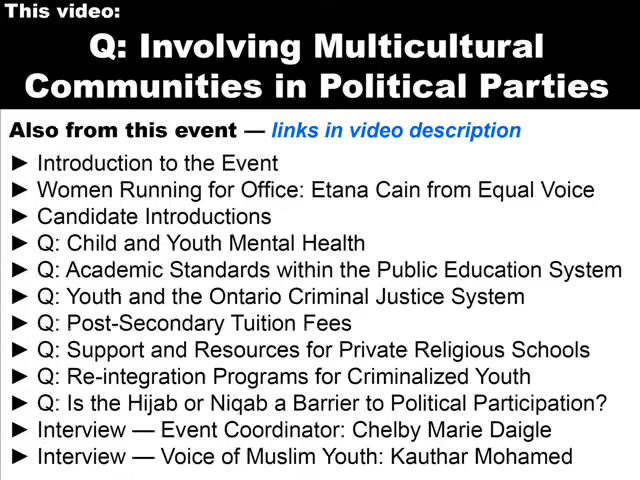 This video:
Q: Involving Multicultural
Communities in Political Parties
Also from this event — links in video description
► Introduction to the Event
► Women Running for Office: Etana Cain from Equal Voice
► Candidate Introductions
► Q: Child and Youth Mental Health
► Q: Academic Standards within the Public Education System
► Q: Youth and the Ontario Criminal Justice System
► Q: Post-Secondary Tuition Fees
► Q: Support and Resources for Private Religious Schools
► Q: Re-integration Programs for Criminalized Youth
► Q: Is the Hijab or Niqab a Barrier to Political Participation?
► Interview — Event Coordinator: Chelby Marie Daigle
► Interview — Voice of Muslim Youth: Kauthar Mohamed